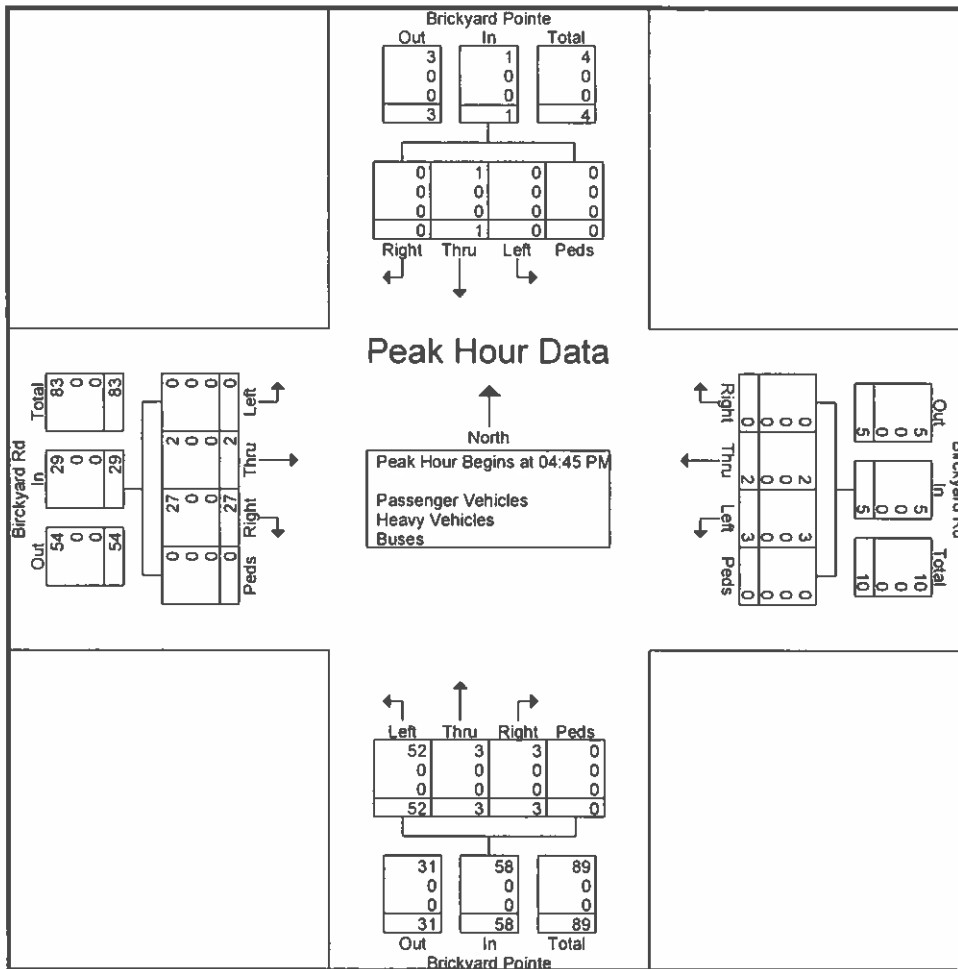 Brickyard Pointe
Out In Total
3 1 4
0 0 0
0 0 0
3 1 4
0 1 0 0
0 0 0 0
0 0 0 0
0 1 0 0
Right Thru Left Peds
Peak Hour Data
North
Peak Hour Begins at 04:45 PM
Passenger Vehicles
Heavy Vehicles
Buses
Birckyard Rd
Out In Total
54 29 83
0 0 0
0 0 0
54 29 83
Peds Right Thru Left
0 27 2 0
0 0 0 0
0 0 0 0
0 27 2 0
Out In Total
5 5 10
0 0 0
0 0 0
5 5 10
Right Thru Left Peds
0 2 3 0
0 0 0 0
0 0 0 0
0 2 3 0
Left Thru Right Peds
52 3 3 0
0 0 0 0
0 0 0 0
52 3 3 0
31 58 89
0 0 0
0 0 0
31 58 89
Out In Total
Brickyard Pointe